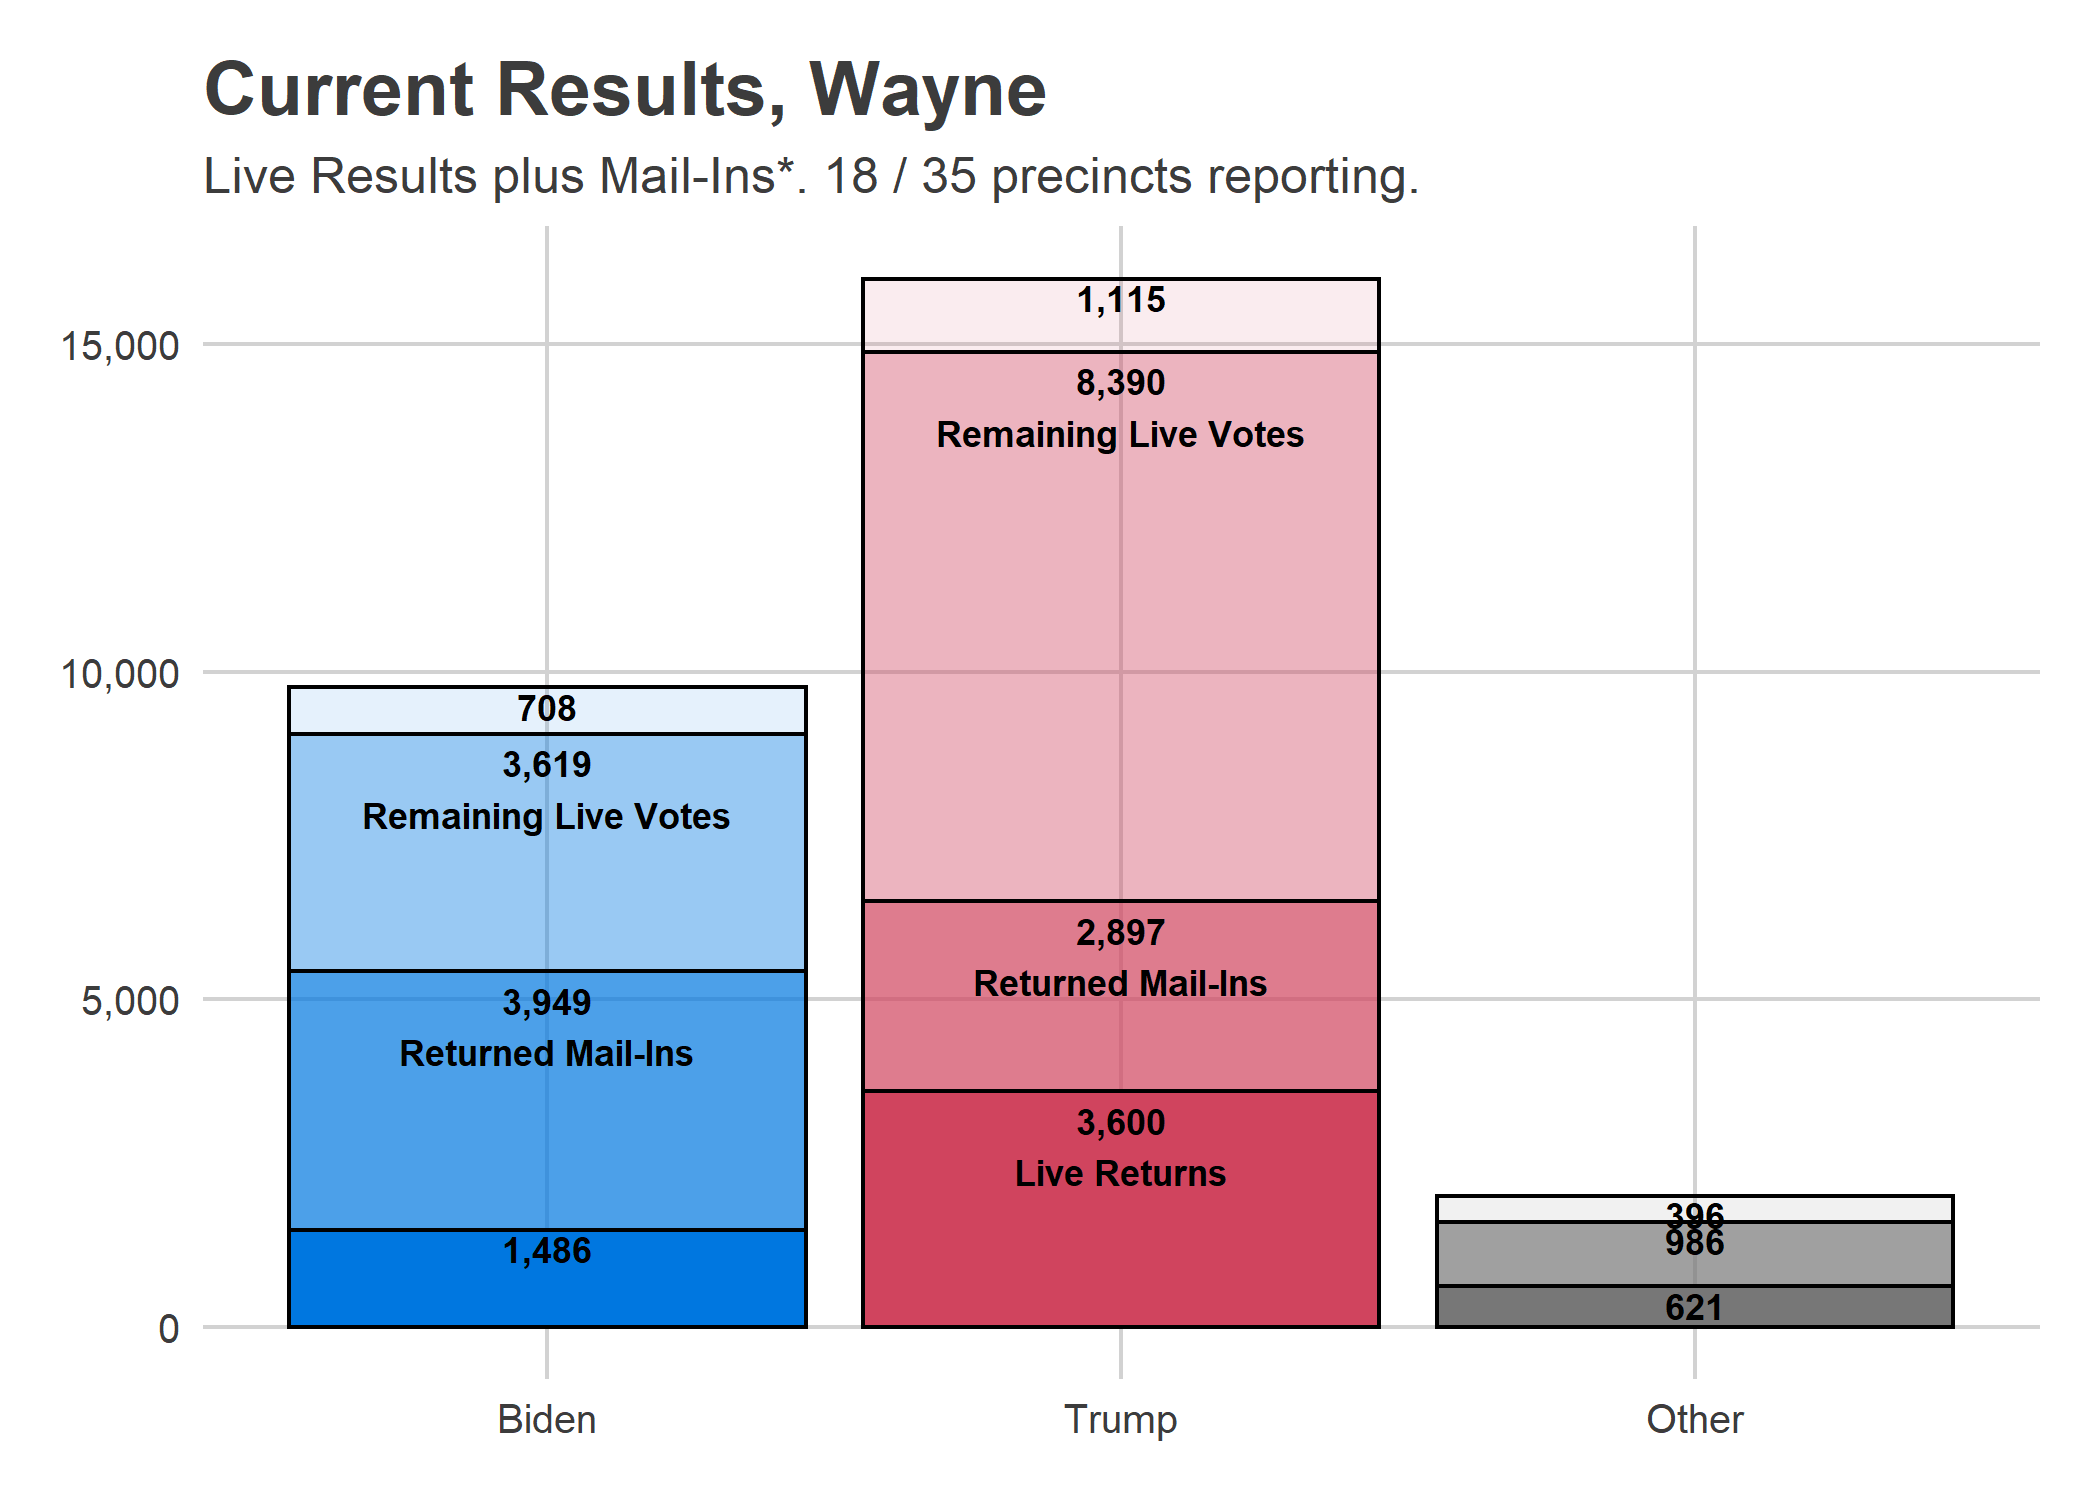 Current Results, Wayne
Live Results plus Mail-Ins*. 18 / 35 precincts reporting.
15,000
10,000
5,000
0
708
3,619
Remaining Live Votes
3,949
Returned Mail-Ins
1,486
1,115
8,390
Remaining Live Votes
2,897
Returned Mail-Ins
3,600
Live Returns
396
986
621
Biden
Trump
Other